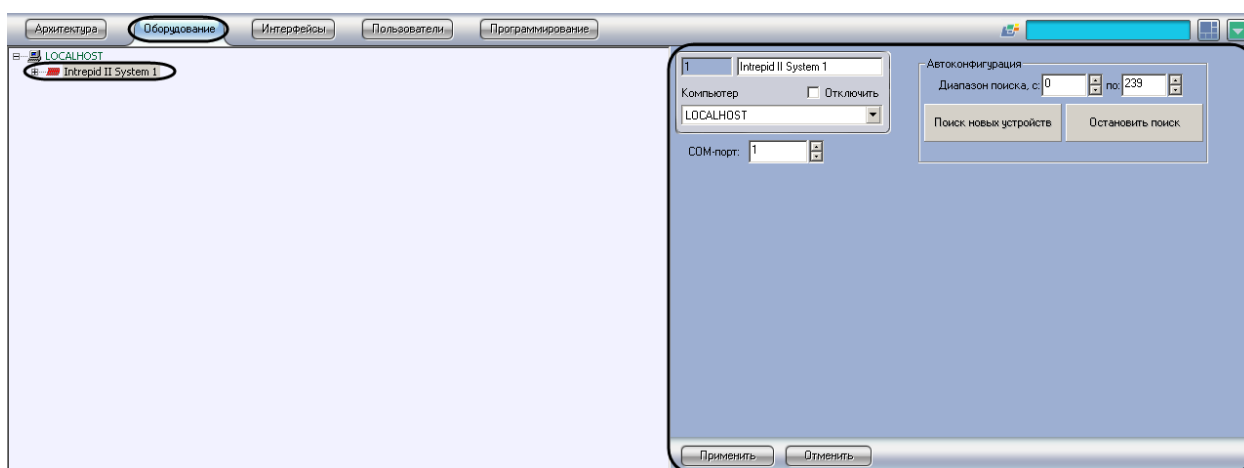 Архитектура Оборудование Интерфейсы Пользователи Программирование
LOCALHOST
Intrepid II System 1
1 Intrepid II System 1
Компьютер Отключить
LOCALHOST
COM-порт: 1
Автоконфигурация
Диапазон поиска, с: 0 по: 239
Поиск новых устройств Остановить поиск
Применить Отменить